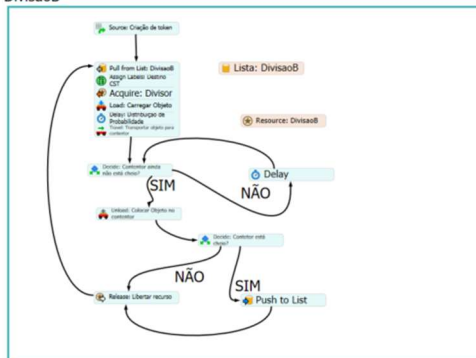 DivisaoB
Source: Criação de token
Pull from List: DivisaoB
Assign Labels: Destino
CST
Acquire: Divisor
Load: Carregar Objeto
Delay: Distribuição de
Probabilidade
Travel: Transportar objeto para
contentor
Lista: DivisaoB
Resource: DivisaoB
Decide: Contentor ainda
não está cheio?
Delay
SIM
NÃO
Unload: Colocar Objeto no
contentor
Decide: Contetor está
cheio?
NÃO
SIM
Release: Libertar recurso
Push to List